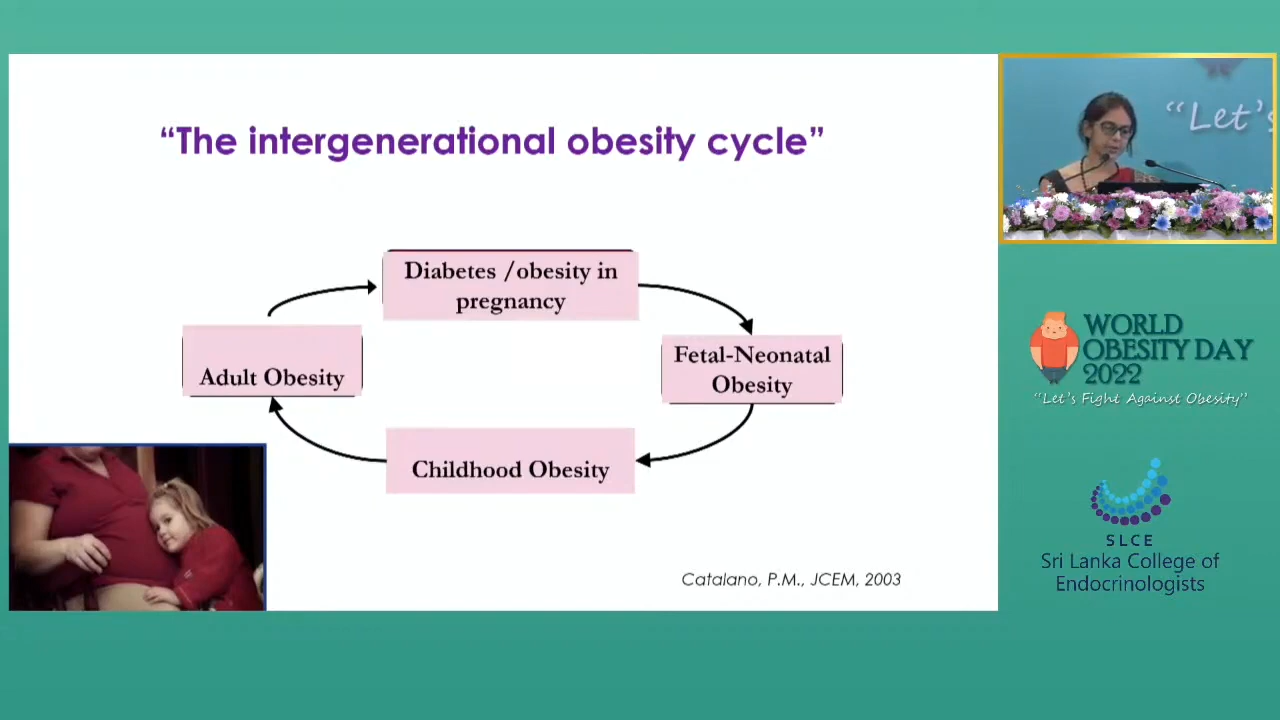 “The intergenerational obesity cycle”
Diabetes /obesity in
pregnancy
Fetal-Neonatal
Obesity
Childhood Obesity
Adult Obesity
Catalano, P.M., JCEM, 2003
“Let’s
WORLD
OBESITY DAY
2022
“Let’s Fight Against Obesity”
SLCE
Sri Lanka College of
Endocrinologists